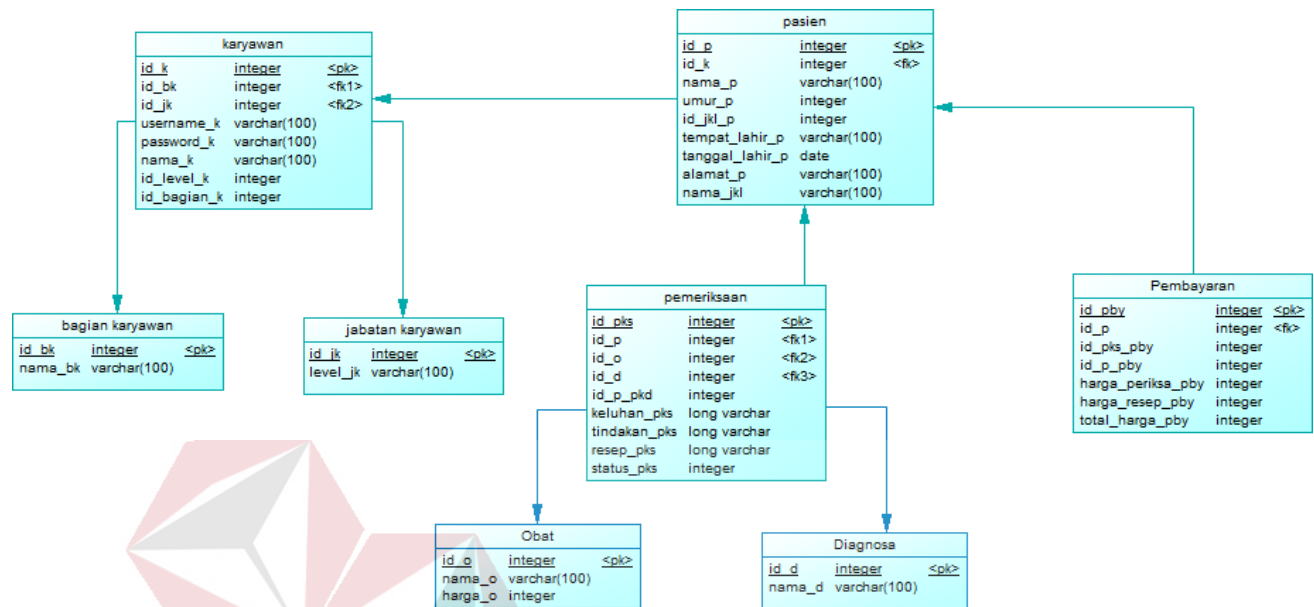 karyawan
id_k integer <pk>
id_bk integer <fk1>
id_jk integer <fk2>
username_k varchar(100)
password_k varchar(100)
nama_k varchar(100)
id_level_k integer
id_bagian_k integer
pasien
id_p integer <pk>
id_k integer <fk>
nama_p varchar(100)
umur_p integer
id_jkl_p integer
tempat_lahir_p varchar(100)
tanggal_lahir_p date
alamat_p varchar(100)
nama_jkl varchar(100)
bagian karyawan
id_bk integer <pk>
nama_bk varchar(100)
jabatan karyawan
id_jk integer <pk>
level_jk varchar(100)
pemeriksaan
id_pks integer <pk>
id_p integer <fk1>
id_o integer <fk2>
id_d integer <fk3>
id_p_pkd integer
keluhan_pks long varchar
tindakan_pks long varchar
resep_pks long varchar
status_pks integer
Pembayaran
id_pby integer <pk>
id_p integer <fk>
id_pks_pby integer
id_p_pby integer
harga_periksa_pby integer
harga_resep_pby integer
total_harga_pby integer
Obat
id_o integer <pk>
nama_o varchar(100)
harga_o integer
Diagnosa
id_d integer <pk>
nama_d varchar(100)